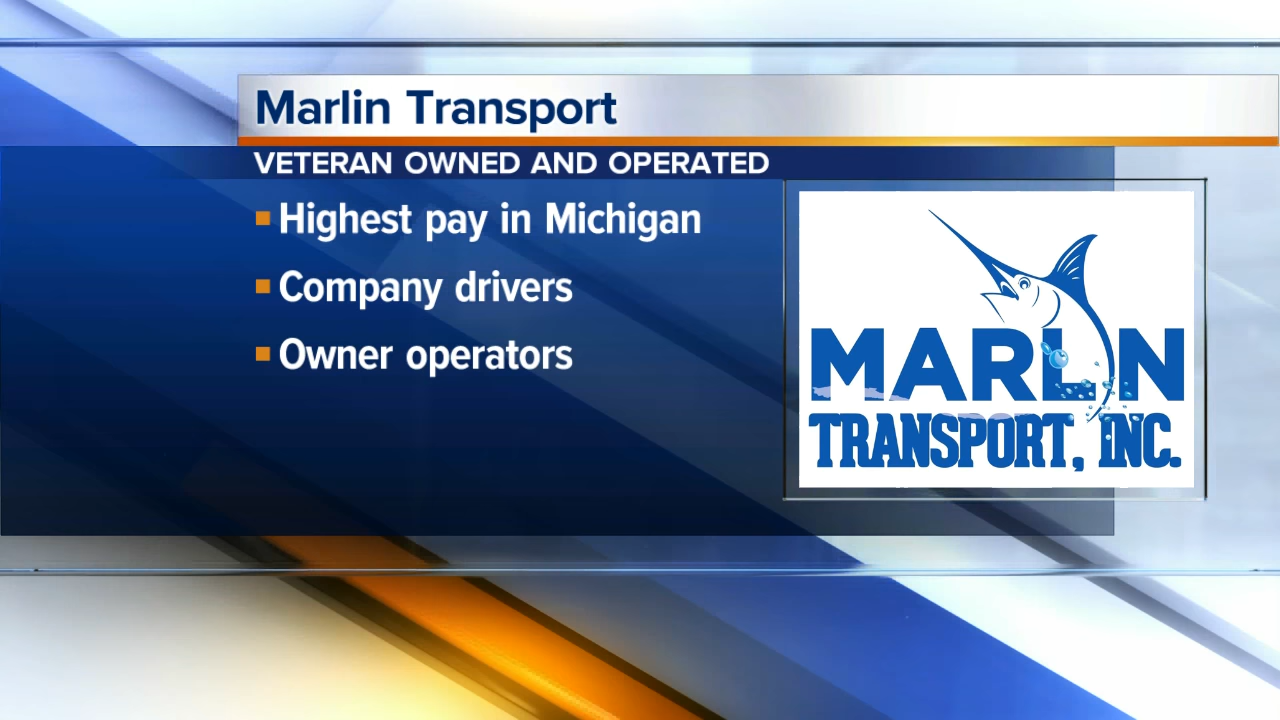 Marlin Transport
VETERAN OWNED AND OPERATED
Highest pay in Michigan
Company drivers
Owner operators
MARLIN
TRANSPORT, INC.